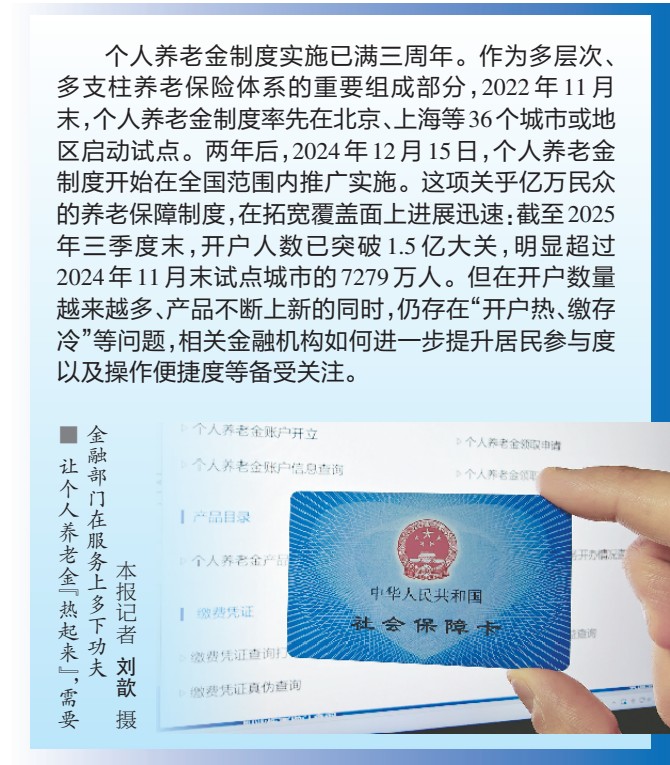 个人养老金制度实施已满三周年。作为多层次、
多支柱养老保险体系的重要组成部分,2022年11月
末,个人养老金制度率先在北京、上海等36个城市或地
区启动试点。两年后,2024年12月15日,个人养老金
制度开始在全国范围内推广实施。这项关乎亿万民众
的养老保障制度,在拓宽覆盖面上进展迅速:截至2025
年三季度末,开户人数已突破1.5亿大关,明显超过
2024年11月末试点城市的7279万人。但在开户数量
越来越多、产品不断上新的同时,仍存在“开户热、缴存
冷”等问题,相关金融机构如何进一步提升居民参与度
以及操作便捷度等备受关注。
■ 让个人养老金『热起来』,需要
金融部门在服务上多下功夫
本报记者 刘歆 摄
个人养老金账户开立
个人养老金领取申请
个人养老金账户信息查询
个人养老金领取
产品目录
个人养老金产品
务开办情况查
缴费凭证
查询
缴费凭证查询打
缴费凭证真伪查询
中华人民共和国
社会保障卡